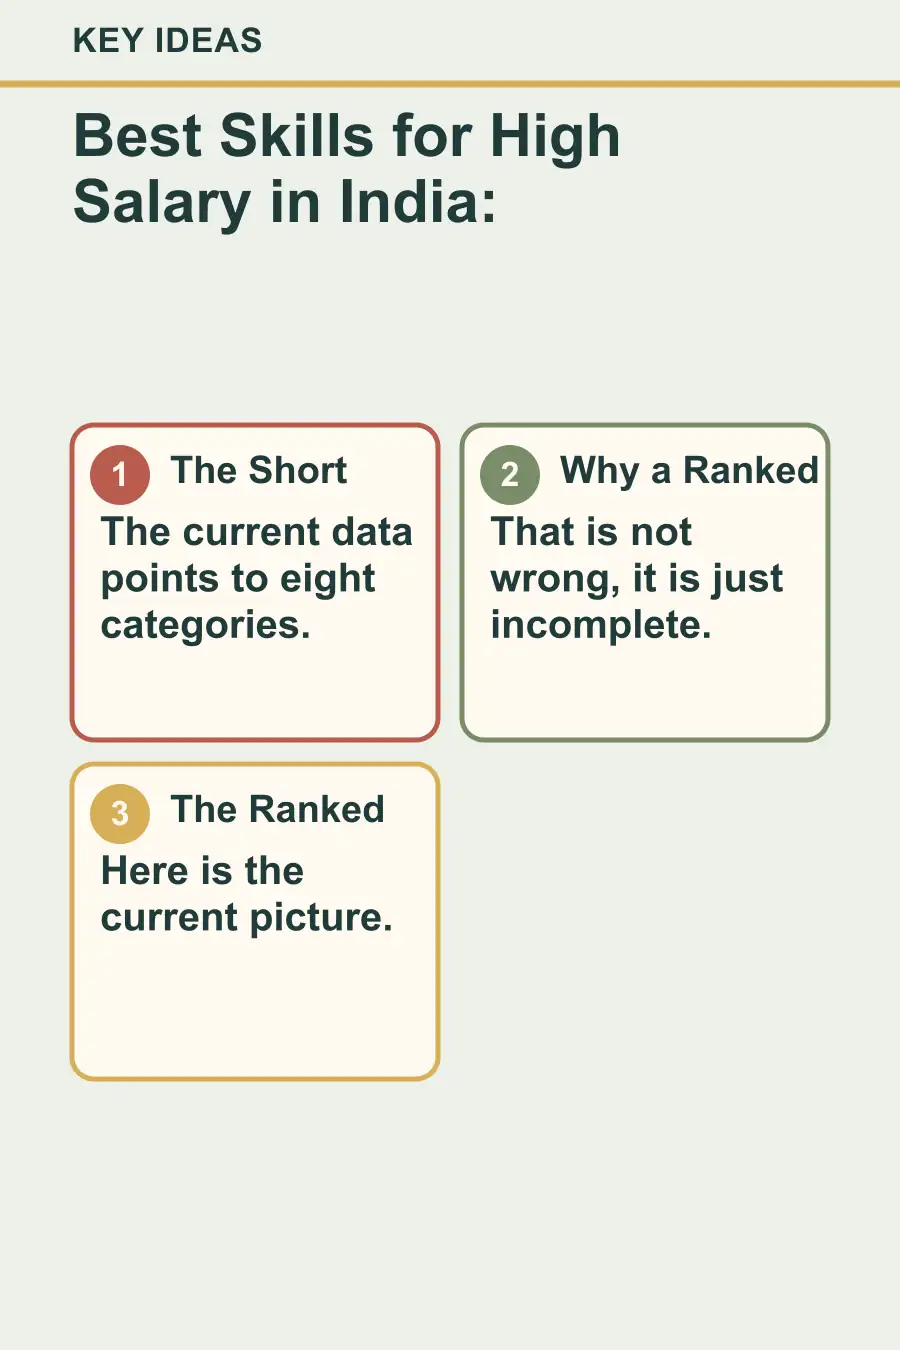 KEY IDEAS
Best Skills for High
Salary in India:
1 The Short
The current data
points to eight
categories.
2 Why a Ranked
That is not
wrong, it is just
incomplete.
3 The Ranked
Here is the
current picture.